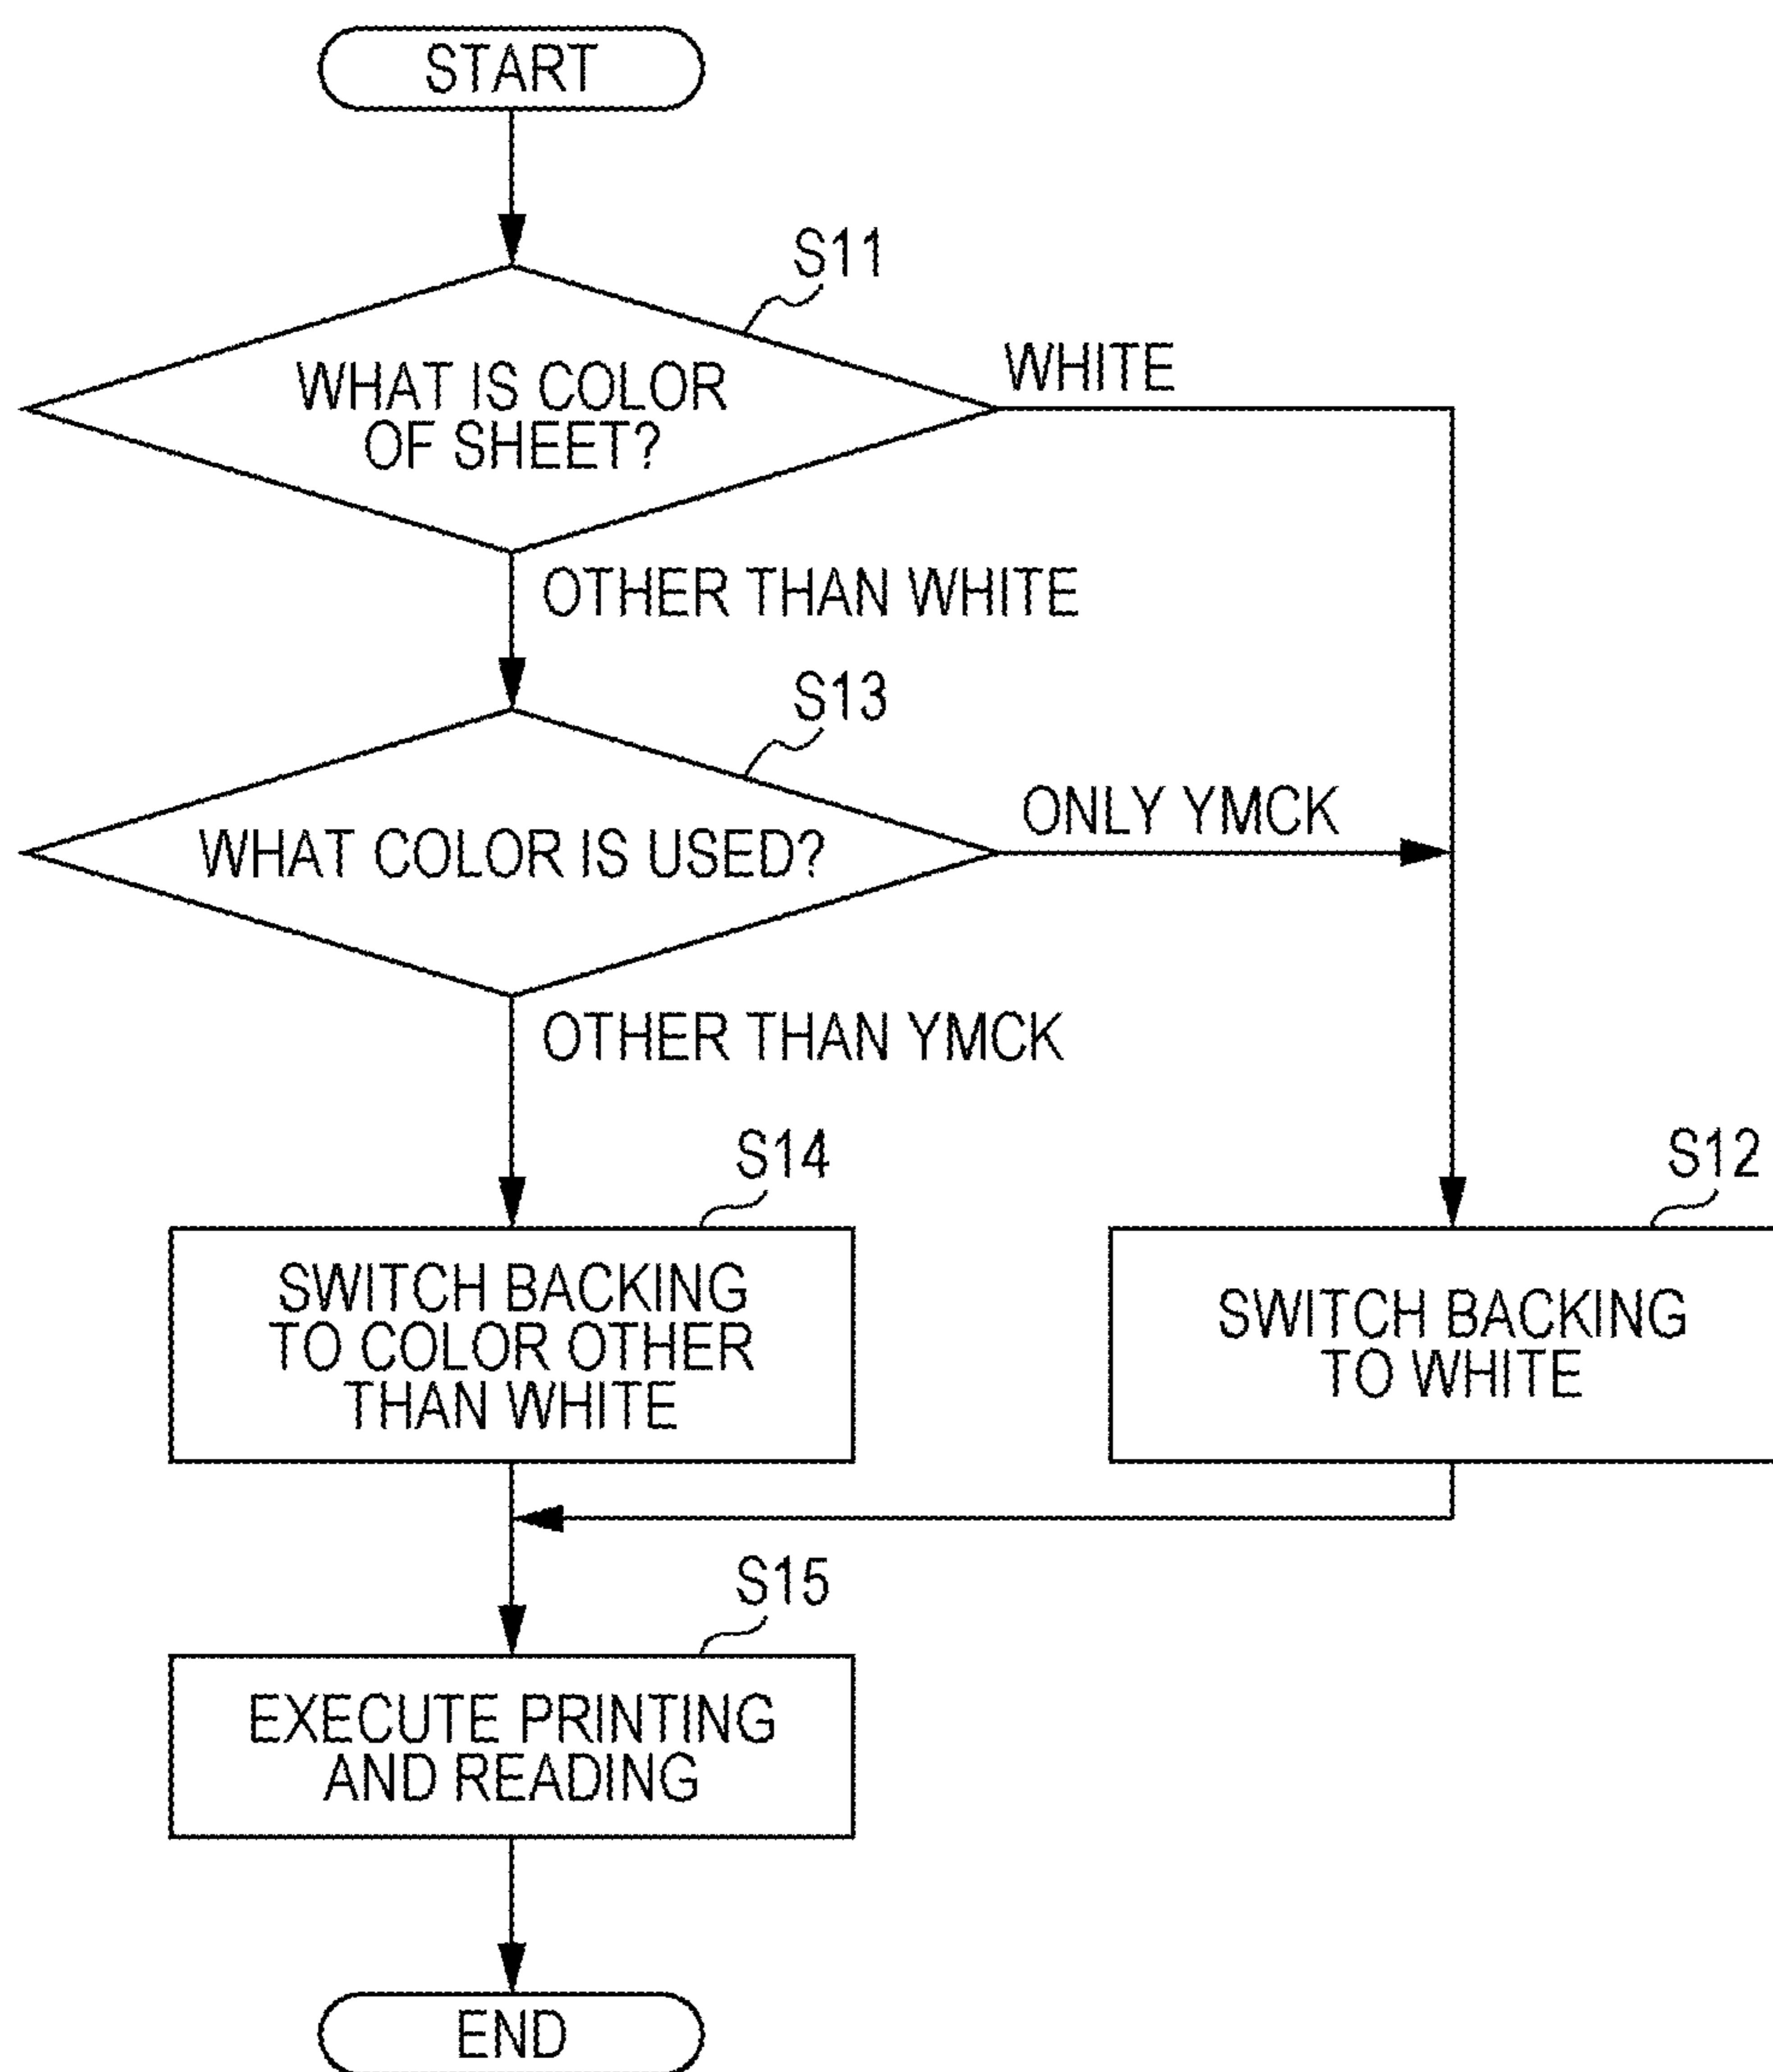 START
S11
WHAT IS COLOR
OF SHEET?
WHITE
OTHER THAN WHITE
S13
WHAT COLOR IS USED?
ONLY YMCK
OTHER THAN YMCK
S14
SWITCH BACKING
TO COLOR OTHER
THAN WHITE
S12
SWITCH BACKING
TO WHITE
S15
EXECUTE PRINTING
AND READING
END